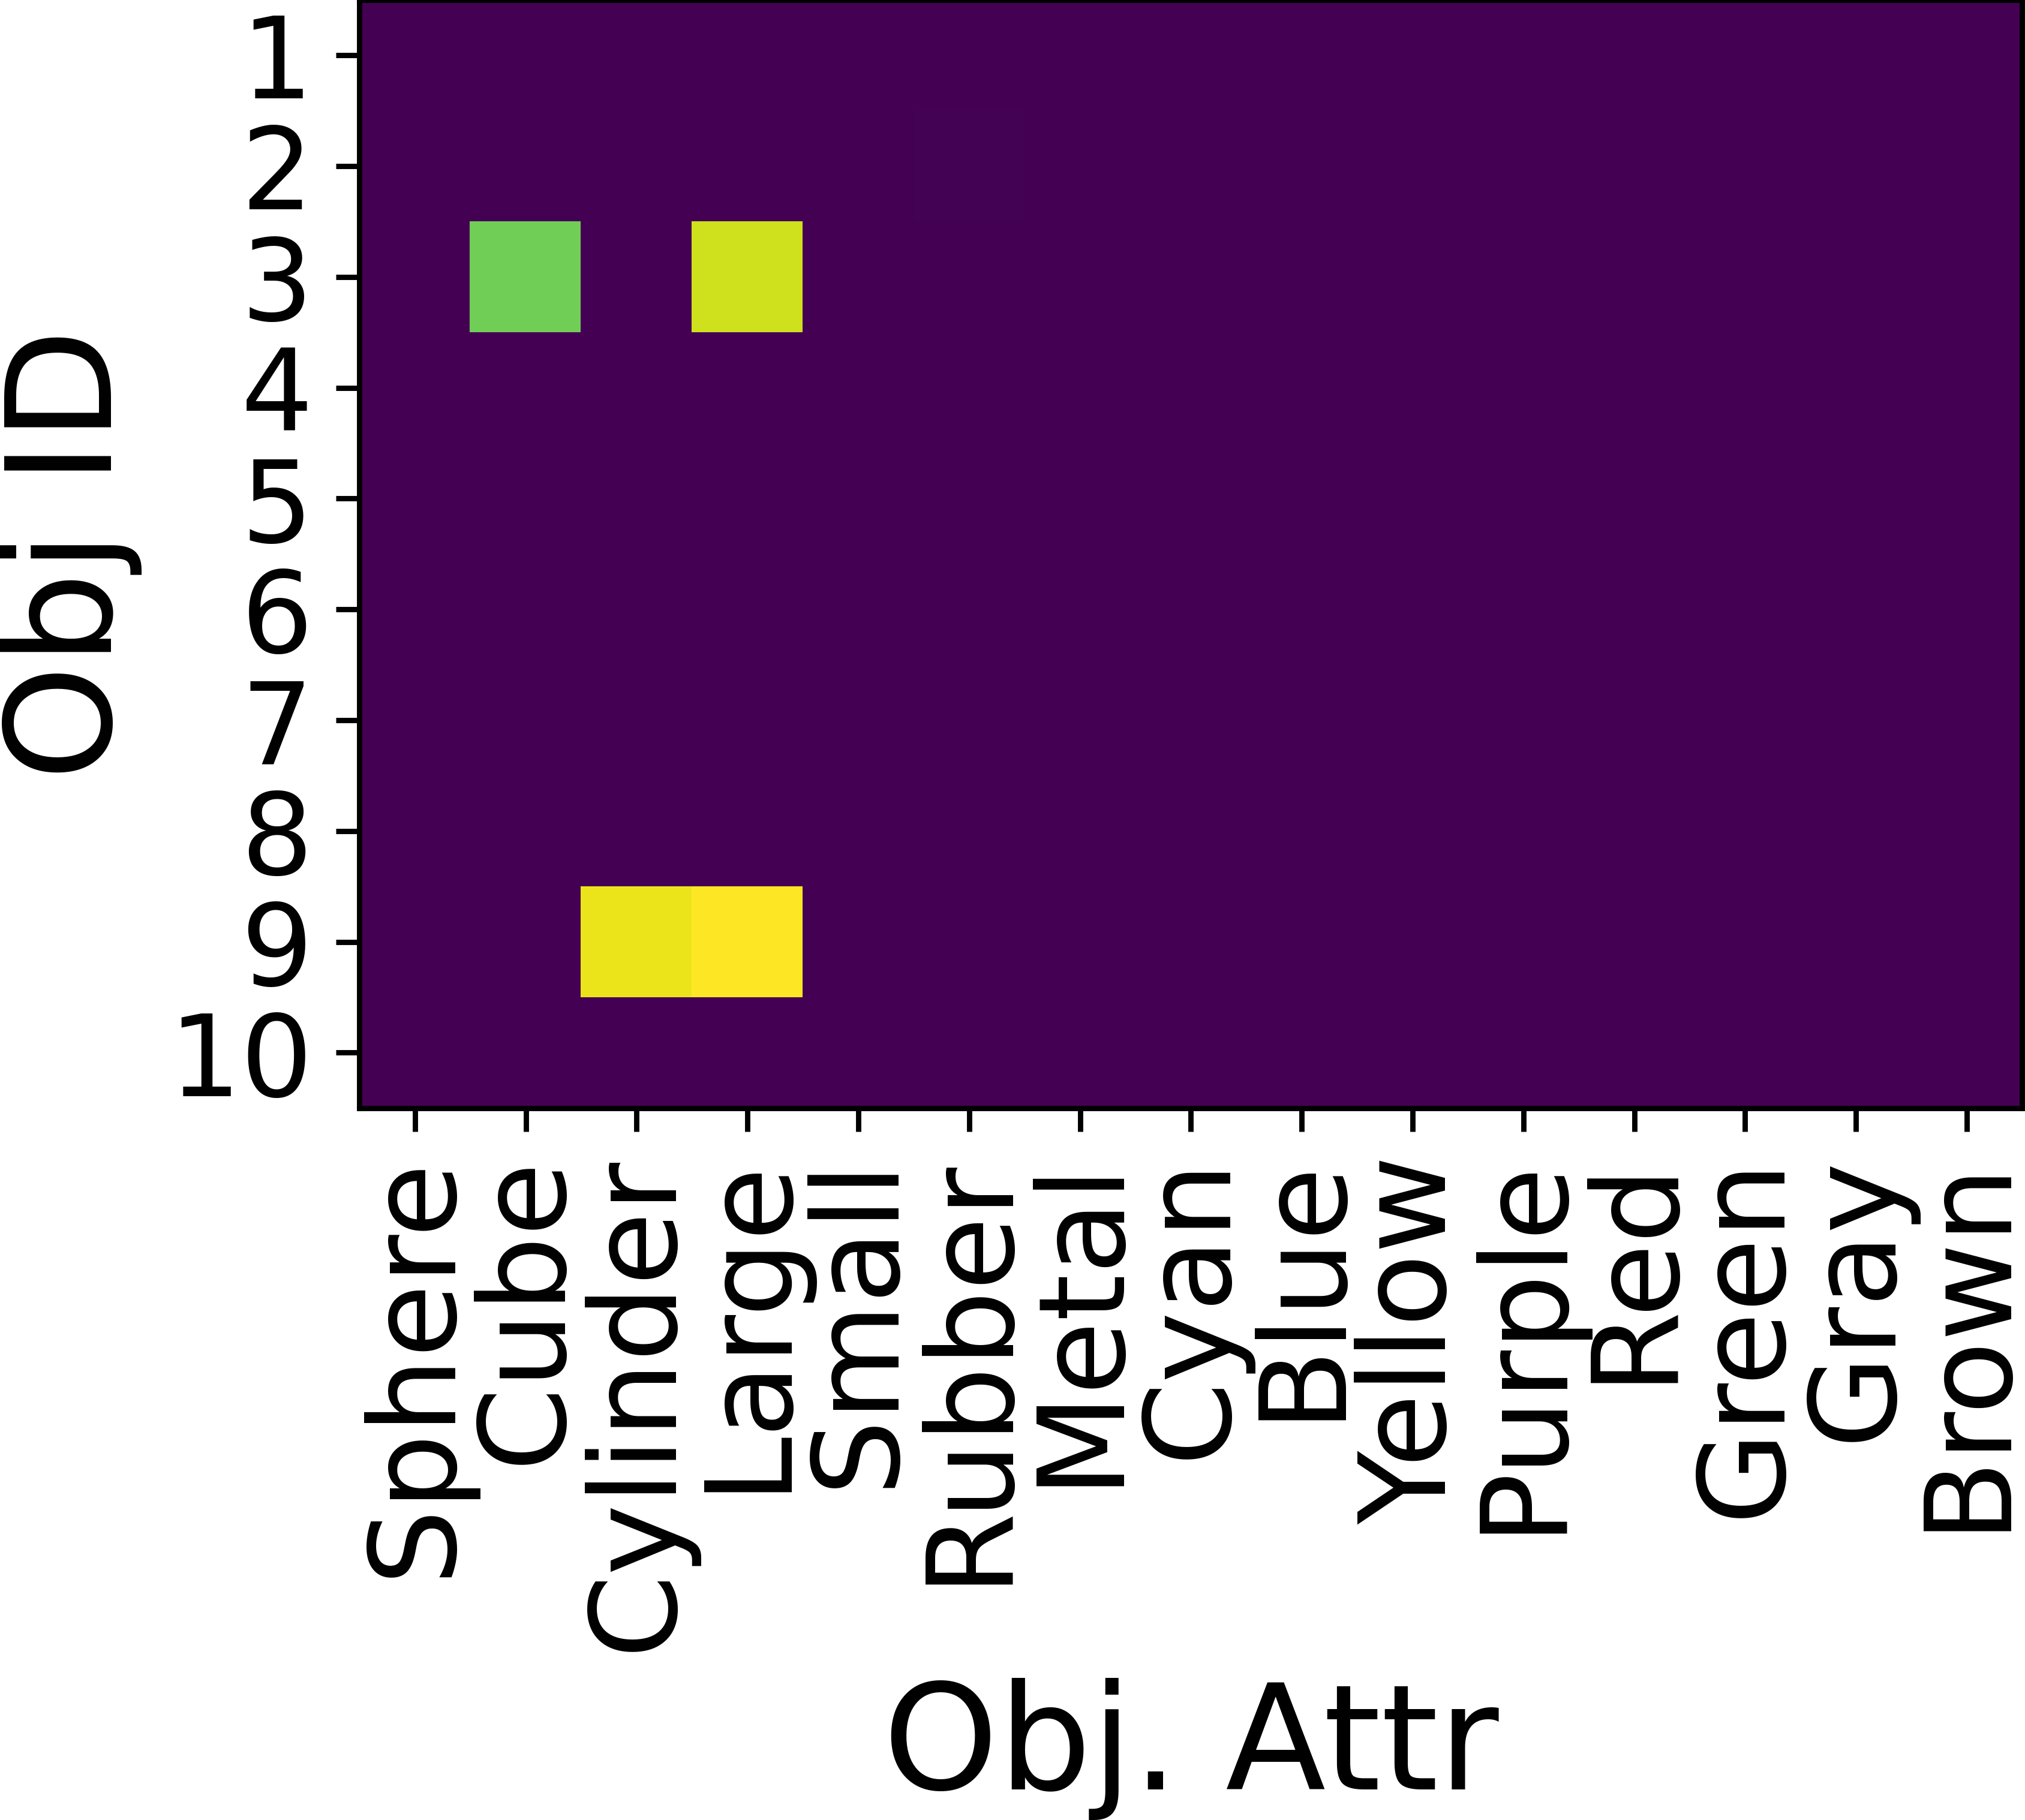 Obj ID
1
2
3
4
5
6
7
8
9
10
Sphere
Cube
Cylinder
Large
Small
Rubber
Metal
Cyan
Blue
Yellow
Purple
Red
Green
Gray
Brown
Obj. Attr